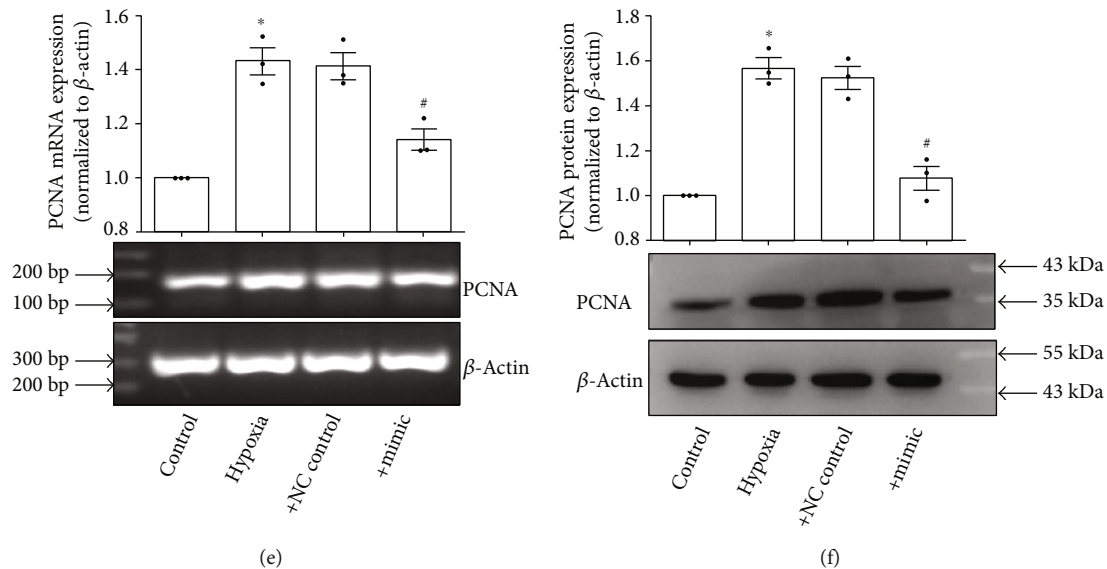 PCNA mRNA expression
(normalized to β-actin)
1.6
1.4
1.2
1.0
0.8
*
#
200 bp
100 bp
PCNA
300 bp
200 bp
β-Actin
Control
Hypoxia
+NC control
+mimic
(e)
PCNA protein expression
(normalized to β-actin)
1.8
1.6
1.4
1.2
1.0
0.8
*
#
PCNA
43 kDa
35 kDa
β-Actin
55 kDa
43 kDa
Control
Hypoxia
+NC control
+mimic
(f)